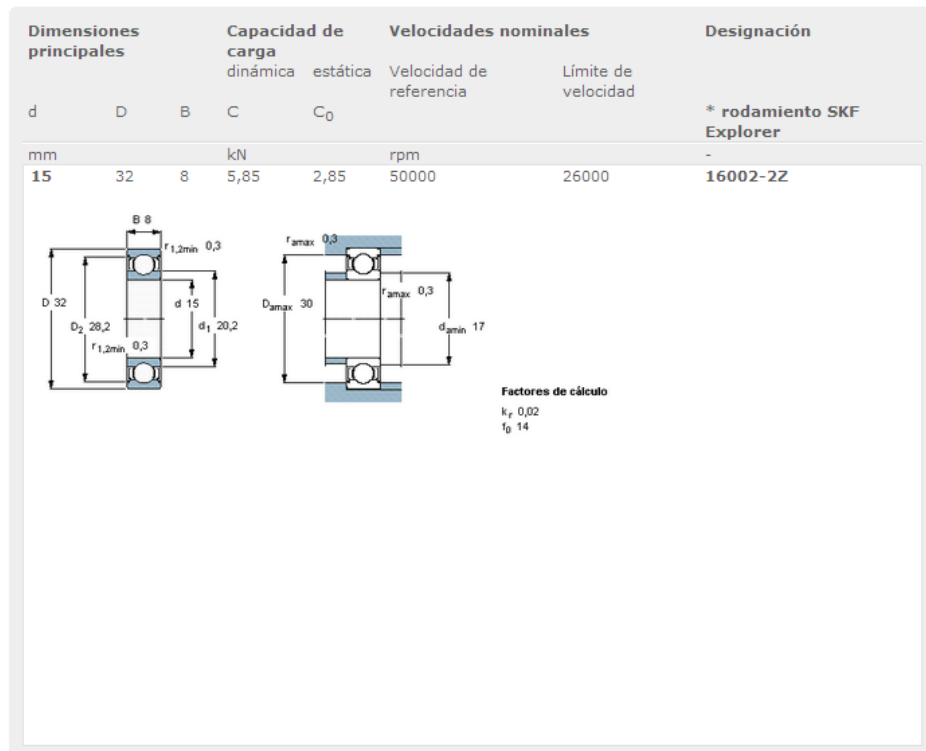 Dimensiones principales
Capacidad de carga
Velocidades nominales
Designación
dinámica estática Velocidad de referencia Límite de velocidad
d D B C C₀ * rodamiento SKF Explorer
mm kN rpm -
15 32 8 5,85 2,85 50000 26000 16002-2Z
B 8
r1,2min 0,3
D 32
D₂ 28,2
d 15
d₁ 20,2
r1,2min 0,3
ramax 0,3
Damax 30
ramax 0,3
damin 17
Factores de cálculo
kr 0,02
f₀ 14